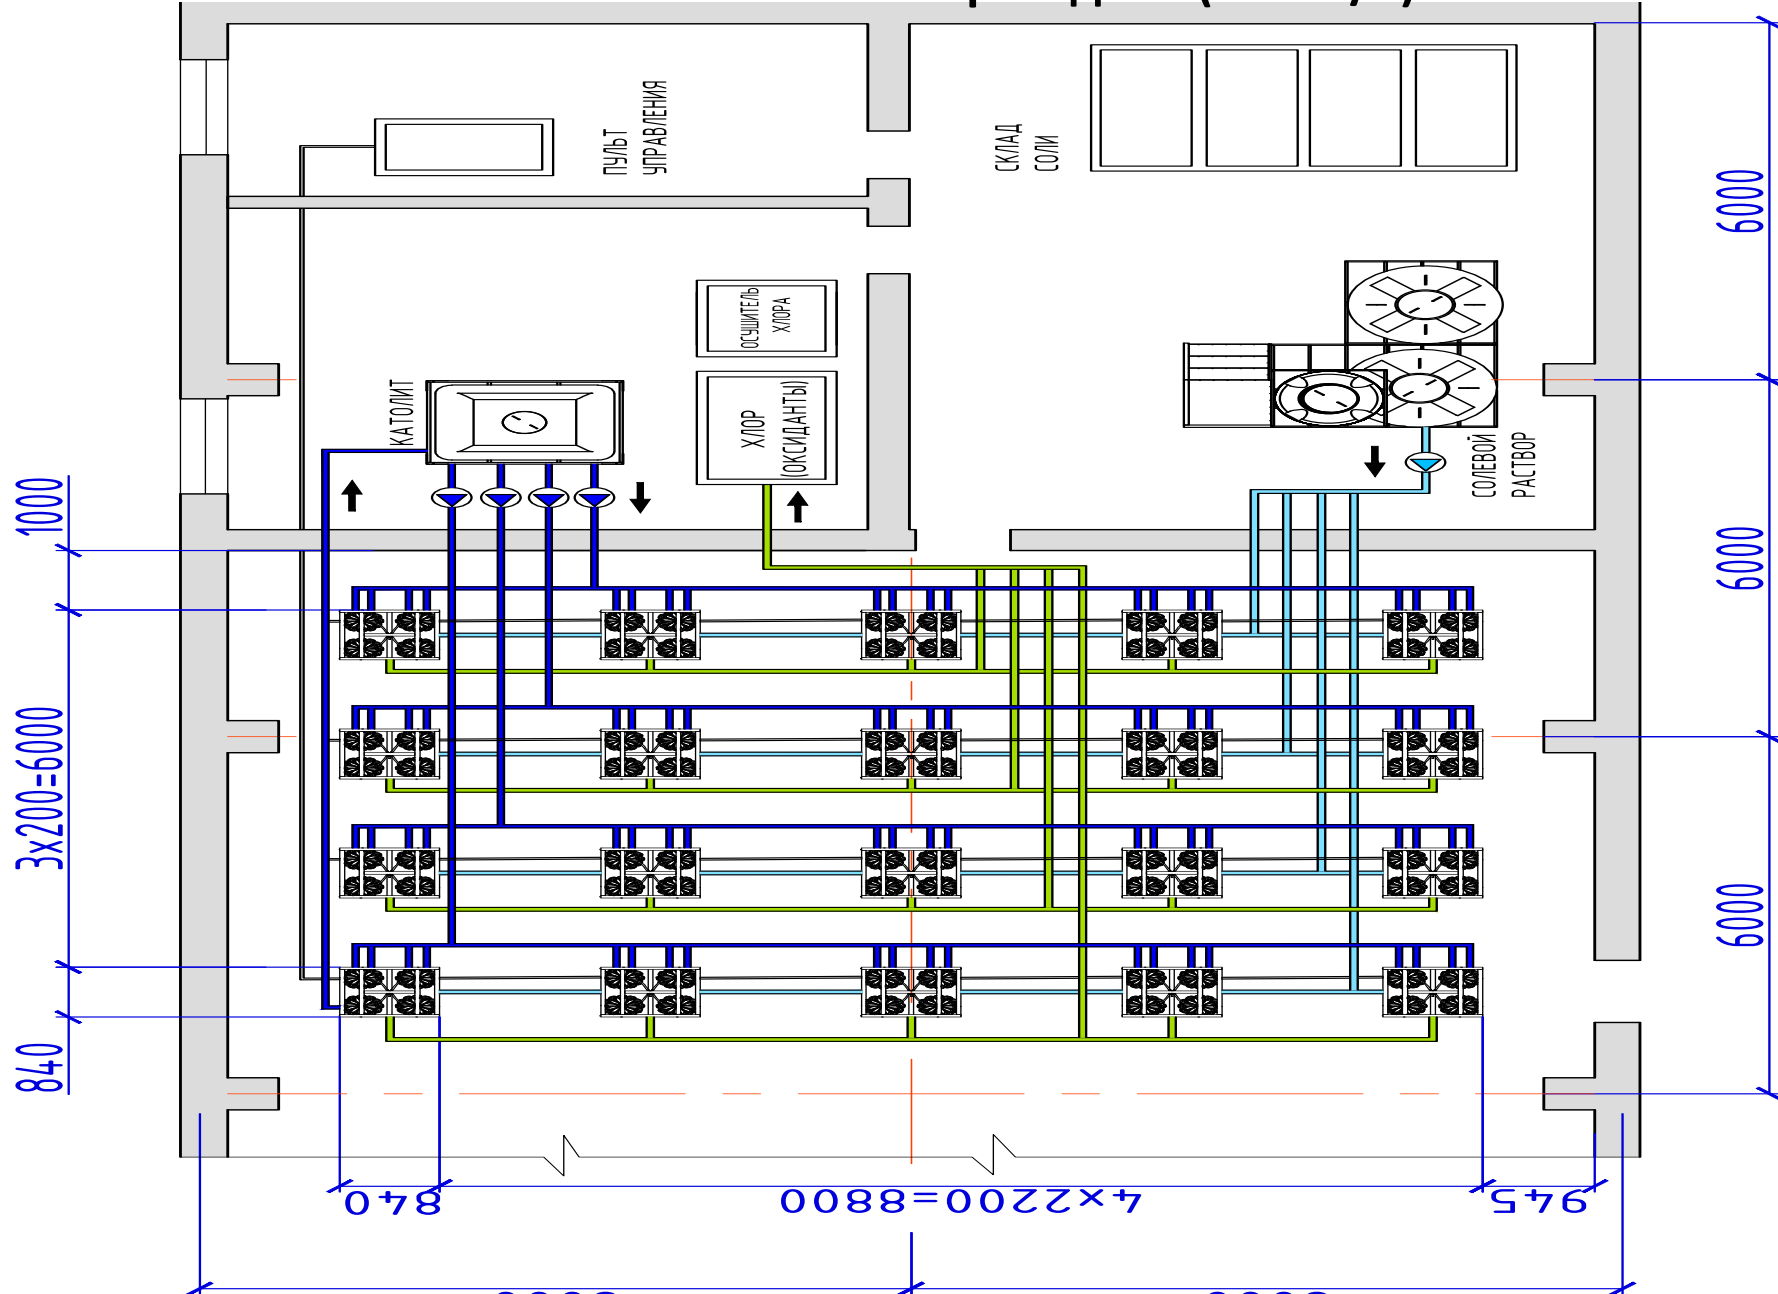 ПУЛЬТ
УПРАВЛЕНИЯ
СКЛАД
СОЛИ
ОСУШИТЕЛЬ
ХЛОРА
КАТОЛИТ
ХЛОР
(ОКСИДАНТЫ)
СОЛЕВОЙ
РАСТВОР
6000
6000
6000
1000
3х200=6000
840
840
4х2200=8800
945